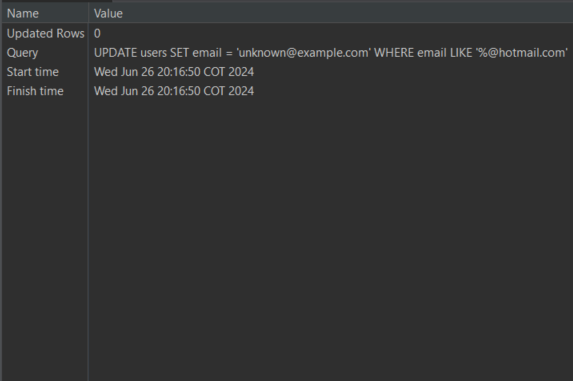 Name Value
Updated Rows 0
Query UPDATE users SET email = 'unknown@example.com' WHERE email LIKE '%@hotmail.com'
Start time Wed Jun 26 20:16:50 COT 2024
Finish time Wed Jun 26 20:16:50 COT 2024